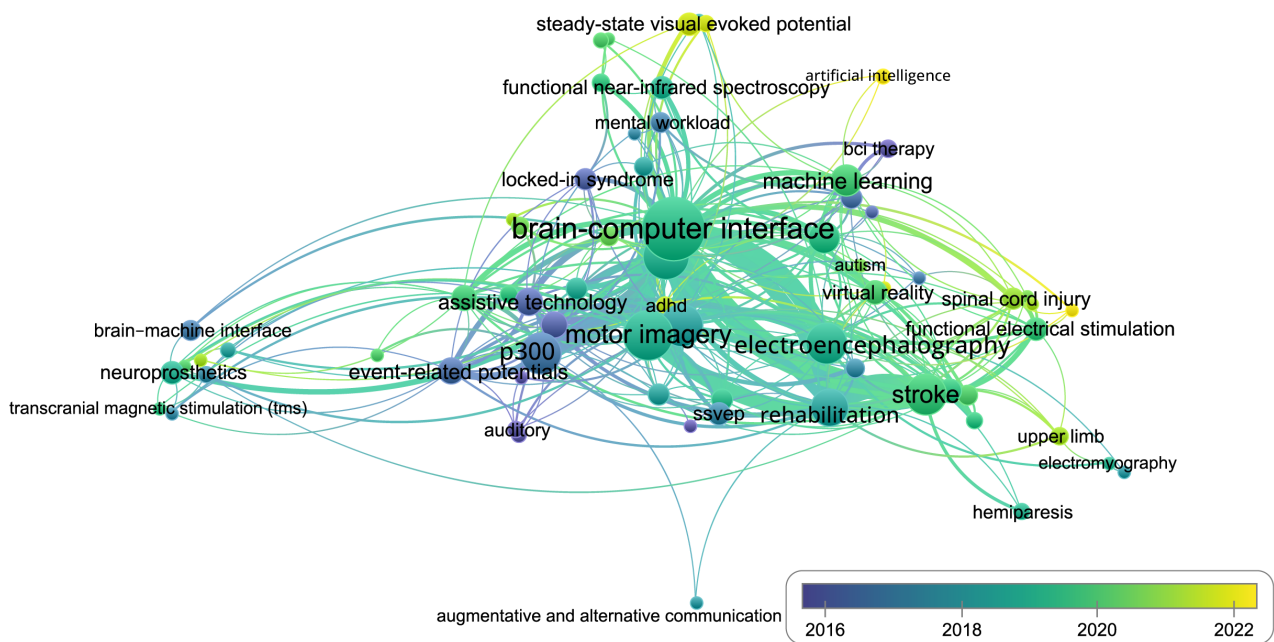 steady-state visual evoked potential
artificial intelligence
functional near-infrared spectroscopy
mental workload
bci therapy
locked-in syndrome
machine learning
brain-computer interface
autism
virtual reality
spinal cord injury
assistive technology
adhd
brain−machine interface
motor imagery
functional electrical stimulation
p300
electroencephalography
neuroprosthetics
event-related potentials
stroke
transcranial magnetic stimulation (tms)
ssvep
rehabilitation
auditory
upper limb
electromyography
hemiparesis
augmentative and alternative communication
2016
2018
2020
2022